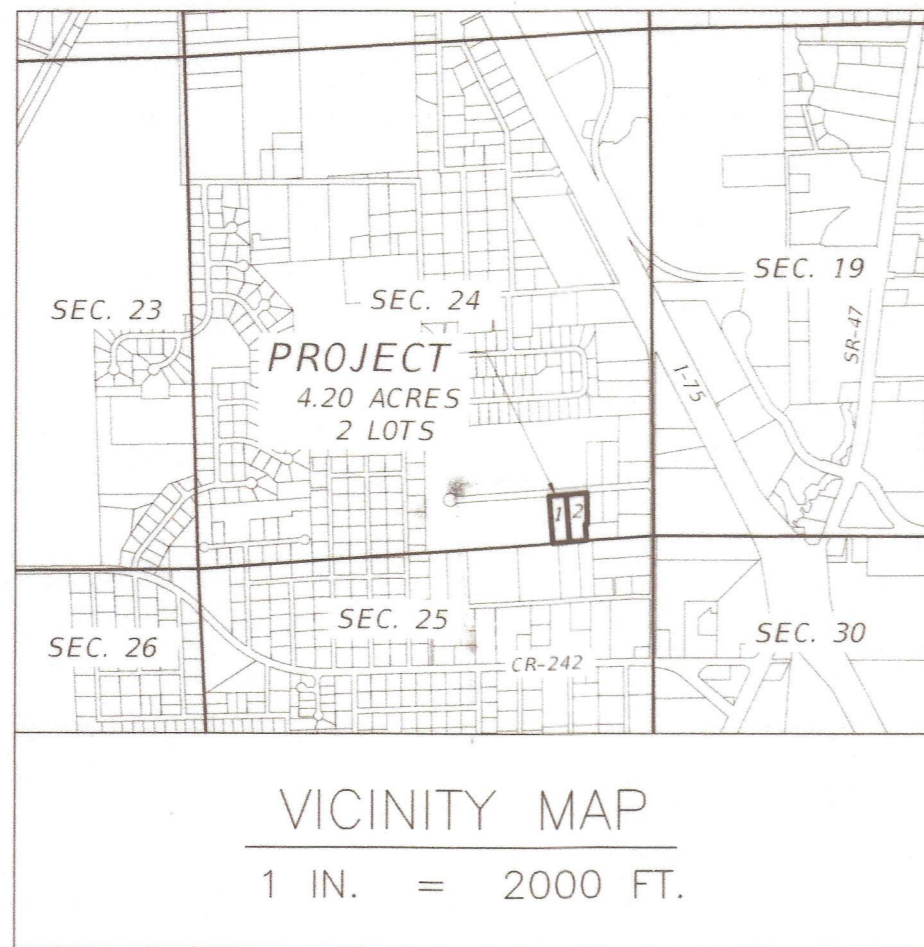 SEC. 19
SEC. 23
SEC. 24
SR-47
PROJECT
4.20 ACRES
2 LOTS
I-75
1 2
SEC. 25
SEC. 26
SEC. 30
CR-242
VICINITY MAP
1 IN. = 2000 FT.